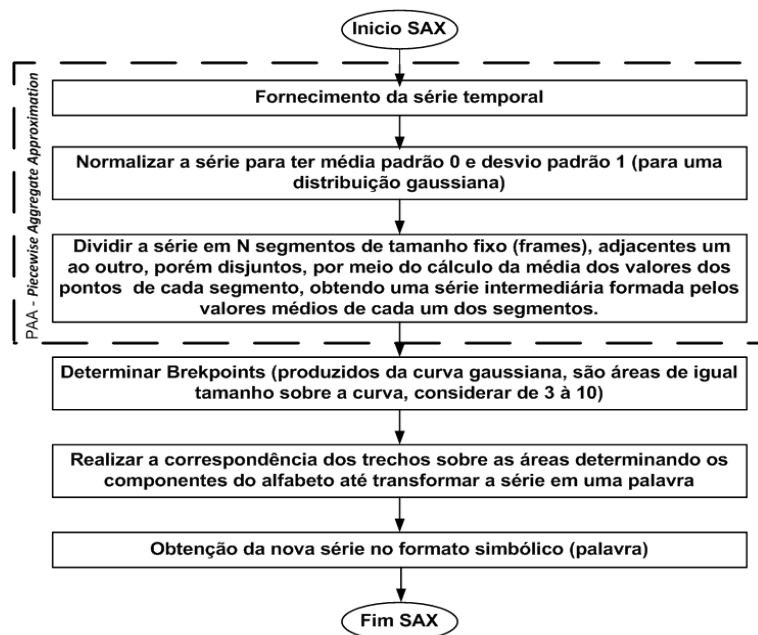 Inicio SAX
PAA - Piecewise Aggregate Approximation
Fornecimento da série temporal
Normalizar a série para ter média padrão 0 e desvio padrão 1 (para uma
distribuição gaussiana)
Dividir a série em N segmentos de tamanho fixo (frames), adjacentes um
ao outro, porém disjuntos, por meio do cálculo da média dos valores dos
pontos de cada segmento, obtendo uma série intermediária formada pelos
valores médios de cada um dos segmentos.
Determinar Brekpoints (produzidos da curva gaussiana, são áreas de igual
tamanho sobre a curva, considerar de 3 à 10)
Realizar a correspondência dos trechos sobre as áreas determinando os
componentes do alfabeto até transformar a série em uma palavra
Obtenção da nova série no formato simbólico (palavra)
Fim SAX